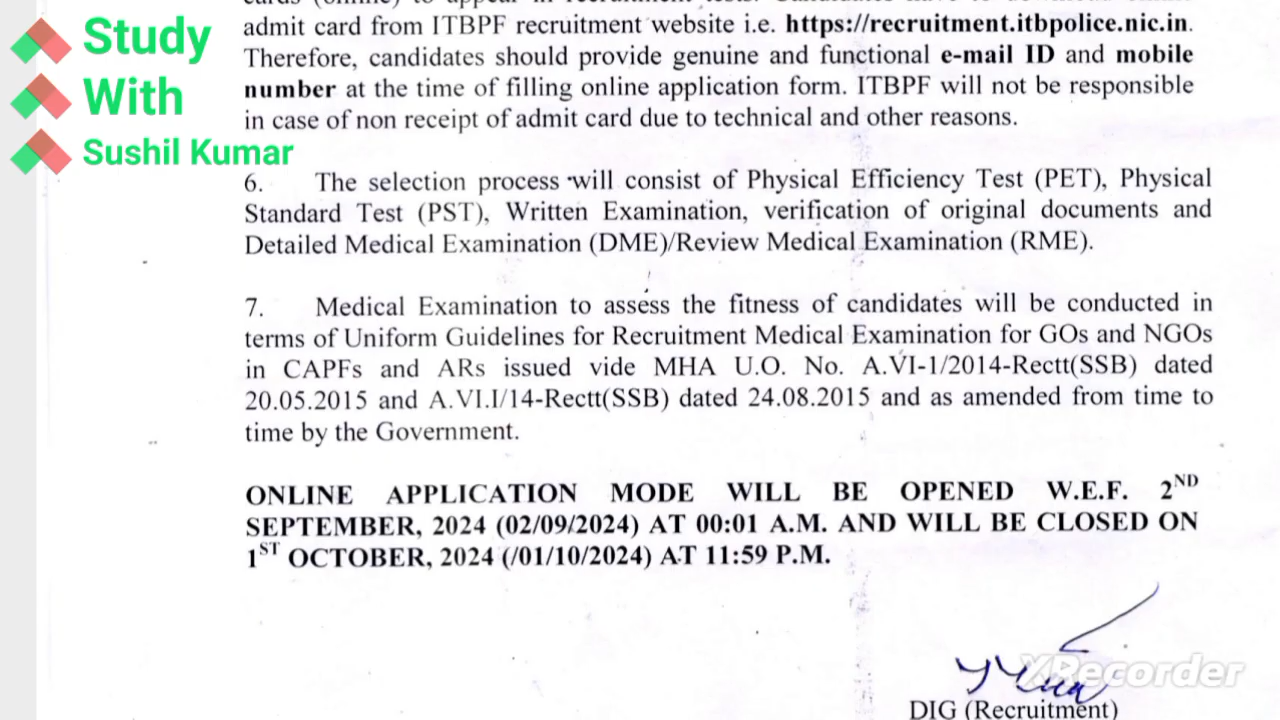 Study
With
Sushil Kumar
admit card from ITBPF recruitment website i.e. https://recruitment.itbpolice.nic.in.
Therefore, candidates should provide genuine and functional e-mail ID and mobile
number at the time of filling online application form. ITBPF will not be responsible
in case of non receipt of admit card due to technical and other reasons.
6. The selection process will consist of Physical Efficiency Test (PET), Physical
Standard Test (PST), Written Examination, verification of original documents and
Detailed Medical Examination (DME)/Review Medical Examination (RME).
7. Medical Examination to assess the fitness of candidates will be conducted in
terms of Uniform Guidelines for Recruitment Medical Examination for GOs and NGOs
in CAPFs and ARs issued vide MHA U.O. No. A.VI-1/2014-Rectt(SSB) dated
20.05.2015 and A.VI.I/14-Rectt(SSB) dated 24.08.2015 and as amended from time to
time by the Government.
ONLINE APPLICATION MODE WILL BE OPENED W.E.F. 2ND
SEPTEMBER, 2024 (02/09/2024) AT 00:01 A.M. AND WILL BE CLOSED ON
1ST OCTOBER, 2024 (/01/10/2024) AT 11:59 P.M.
XRecorder
DIG (Recruitment)